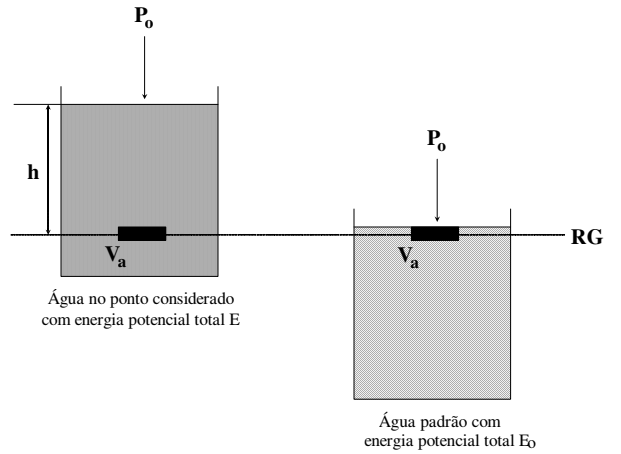 Po
h
Po
RG
Va
Va
Água no ponto considerado
com energia potencial total E
Água padrão com
energia potencial total Eo